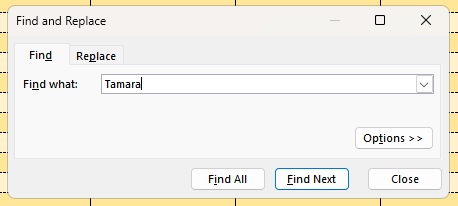 Find and Replace
Find Replace
Find what: Tamara
Options >>
Find All Find Next Close